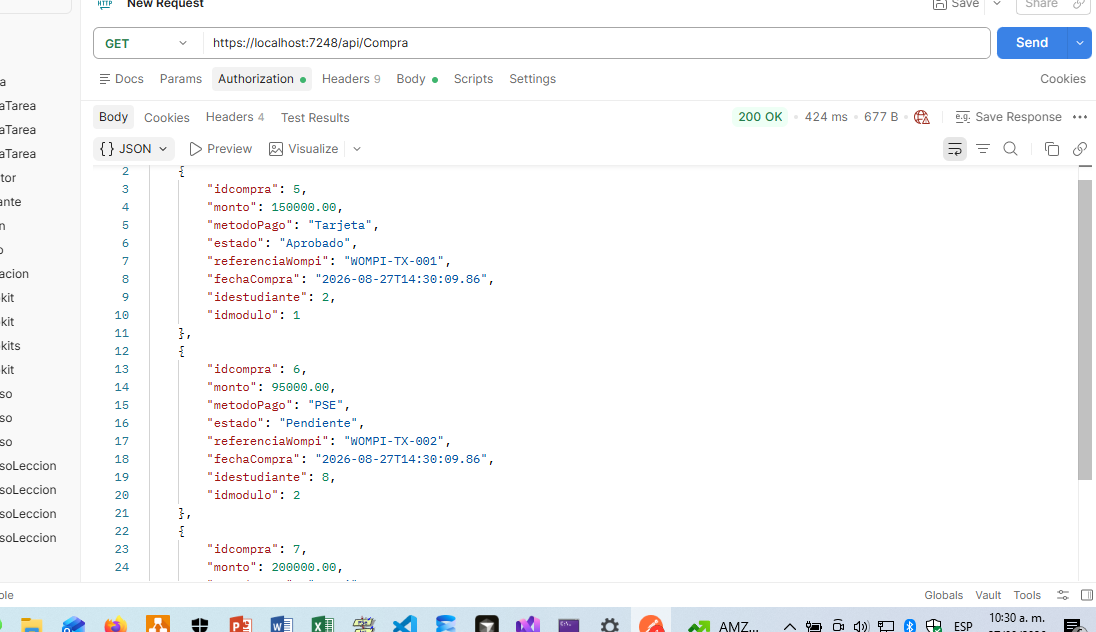 HTTP New Request Save Share
GET https://localhost:7248/api/Compra Send
Docs Params Authorization Headers 9 Body Scripts Settings Cookies
Body Cookies Headers 4 Test Results 200 OK 424 ms 677 B e.g. Save Response
{} JSON Preview Visualize
a
aTarea
aTarea
aTarea
tor
ante
n
o
acion
kit
kit
kits
kit
so
so
so
soLeccion
soLeccion
soLeccion
soLeccion
2 {
3 "idcompra": 5,
4 "monto": 150000.00,
5 "metodoPago": "Tarjeta",
6 "estado": "Aprobado",
7 "referenciaWompi": "WOMPI-TX-001",
8 "fechaCompra": "2026-08-27T14:30:09.86",
9 "idestudiante": 2,
10 "idmodulo": 1
11 },
12 {
13 "idcompra": 6,
14 "monto": 95000.00,
15 "metodoPago": "PSE",
16 "estado": "Pendiente",
17 "referenciaWompi": "WOMPI-TX-002",
18 "fechaCompra": "2026-08-27T14:30:09.86",
19 "idestudiante": 8,
20 "idmodulo": 2
21 },
22 {
23 "idcompra": 7,
24 "monto": 200000.00,
ole Globals Vault Tools
AMZ... ESP 10:30 a. m.